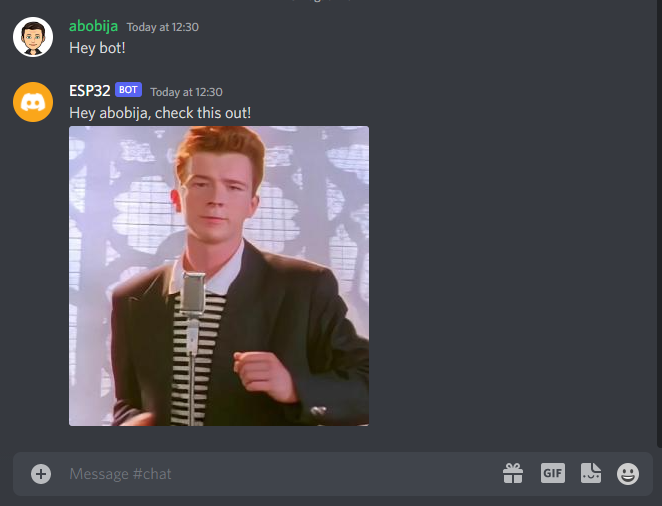 abobija Today at 12:30
Hey bot!
ESP32 BOT Today at 12:30
Hey abobija, check this out!
Message #chat
GIF